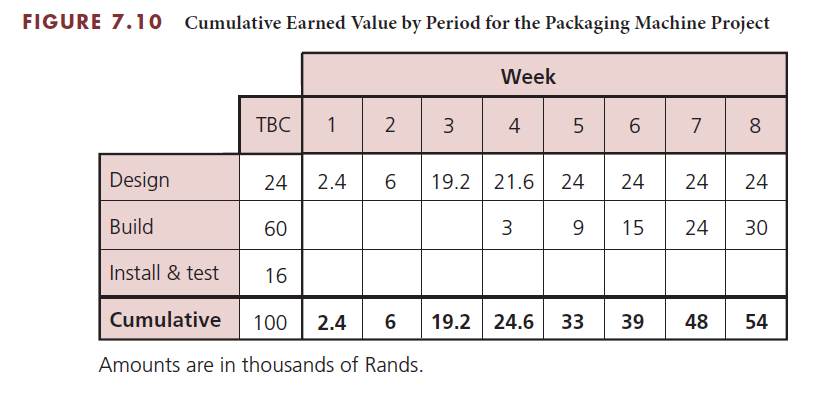 FIGURE 7.10 Cumulative Earned Value by Period for the Packaging Machine Project
Week
TBC 1 2 3 4 5 6 7 8
Design 24 2.4 6 19.2 21.6 24 24 24 24
Build 60 3 9 15 24 30
Install & test 16
Cumulative 100 2.4 6 19.2 24.6 33 39 48 54
Amounts are in thousands of Rands.